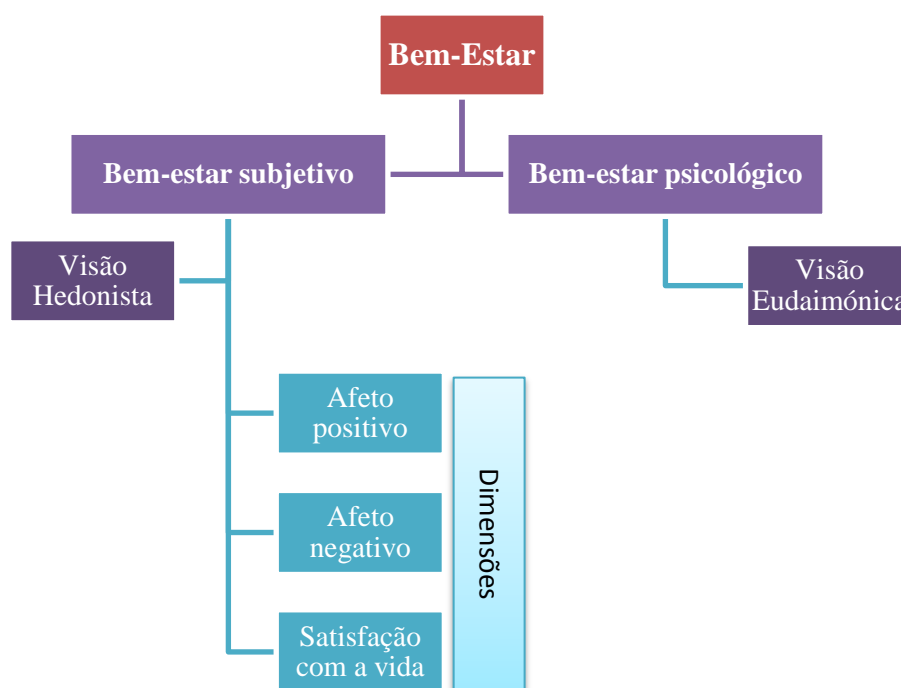 Bem-Estar
Bem-estar subjetivo
Bem-estar psicológico
Visão
Hedonista
Visão
Eudaimónica
Afeto
positivo
Afeto
negativo
Satisfação
com a vida
Dimensões